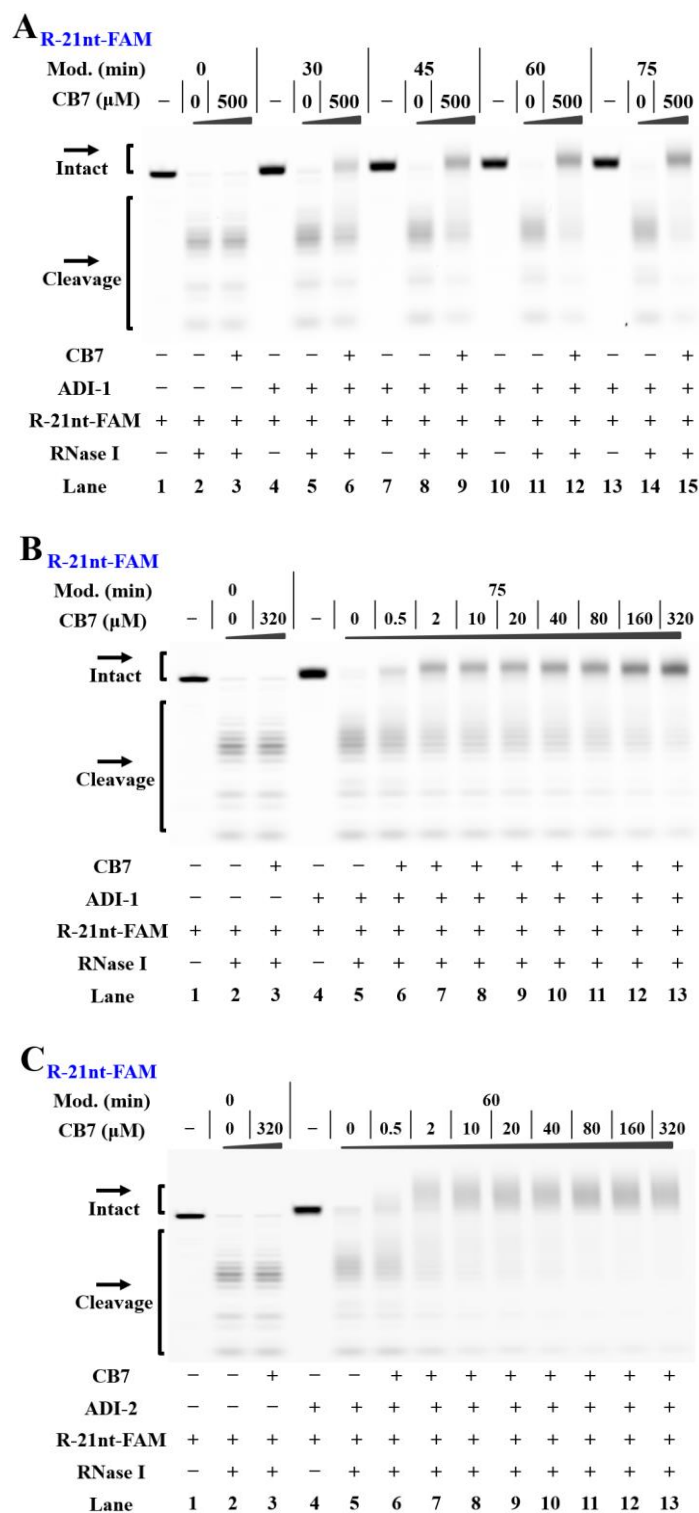 A R-21nt-FAM
Mod. (min) 0 30 45 60 75
CB7 (μM) – 0 500 – 0 500 – 0 500 – 0 500 – 0 500
Intact
Cleavage
CB7 – – + – – + – – + – – + – – +
ADI-1 – – – + + + + + + + + + + + +
R-21nt-FAM + + + + + + + + + + + + + + +
RNase I – + + – + + – + + – + + – + +
Lane 1 2 3 4 5 6 7 8 9 10 11 12 13 14 15
B R-21nt-FAM
Mod. (min) 0 75
CB7 (μM) – 0 320 – 0 0.5 2 10 20 40 80 160 320
Intact
Cleavage
CB7 – – + – – + + + + + + + +
ADI-1 – – – + + + + + + + + + +
R-21nt-FAM + + + + + + + + + + + + +
RNase I – + + – + + + + + + + + +
Lane 1 2 3 4 5 6 7 8 9 10 11 12 13
C R-21nt-FAM
Mod. (min) 0 60
CB7 (μM) – 0 320 – 0 0.5 2 10 20 40 80 160 320
Intact
Cleavage
CB7 – – + – – + + + + + + + +
ADI-2 – – – + + + + + + + + + +
R-21nt-FAM + + + + + + + + + + + + +
RNase I – + + – + + + + + + + + +
Lane 1 2 3 4 5 6 7 8 9 10 11 12 13